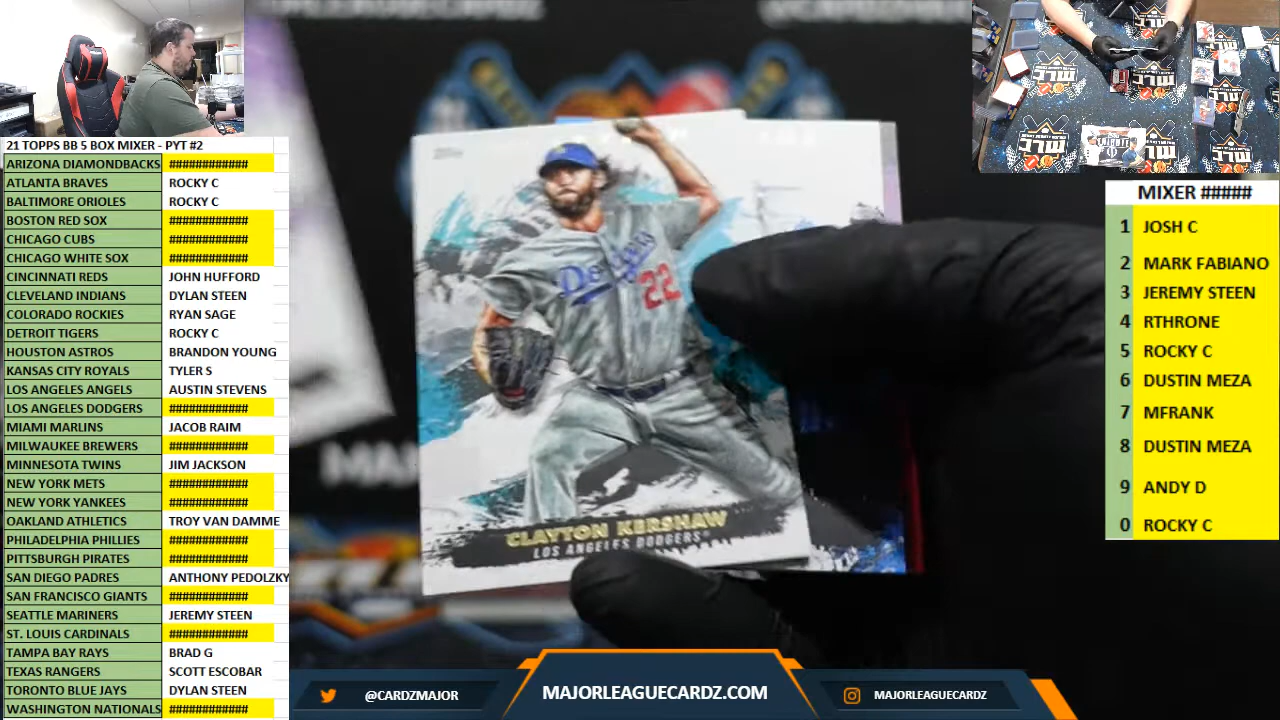 21 TOPPS BB 5 BOX MIXER - PYT #2
ARIZONA DIAMONDBACKS ############
ATLANTA BRAVES ROCKY C
BALTIMORE ORIOLES ROCKY C
BOSTON RED SOX ############
CHICAGO CUBS ############
CHICAGO WHITE SOX ############
CINCINNATI REDS JOHN HUFFORD
CLEVELAND INDIANS DYLAN STEEN
COLORADO ROCKIES RYAN SAGE
DETROIT TIGERS ROCKY C
HOUSTON ASTROS BRANDON YOUNG
KANSAS CITY ROYALS TYLER S
LOS ANGELES ANGELS AUSTIN STEVENS
LOS ANGELES DODGERS ############
MIAMI MARLINS JACOB RAIM
MILWAUKEE BREWERS ############
MINNESOTA TWINS JIM JACKSON
NEW YORK METS ############
NEW YORK YANKEES ############
OAKLAND ATHLETICS TROY VAN DAMME
PHILADELPHIA PHILLIES ############
PITTSBURGH PIRATES ############
SAN DIEGO PADRES ANTHONY PEDOLZKY
SAN FRANCISCO GIANTS ############
SEATTLE MARINERS JEREMY STEEN
ST. LOUIS CARDINALS ############
TAMPA BAY RAYS BRAD G
TEXAS RANGERS SCOTT ESCOBAR
TORONTO BLUE JAYS DYLAN STEEN
WASHINGTON NATIONALS ############
Dodgers
22
CLAYTON KERSHAW
LOS ANGELES DODGERS
MIXER #####
1 JOSH C
2 MARK FABIANO
3 JEREMY STEEN
4 RTHRONE
5 ROCKY C
6 DUSTIN MEZA
7 MFRANK
8 DUSTIN MEZA
9 ANDY D
0 ROCKY C
@CARDZMAJOR
MAJORLEAGUECARDZ.COM
MAJORLEAGUECARDZ